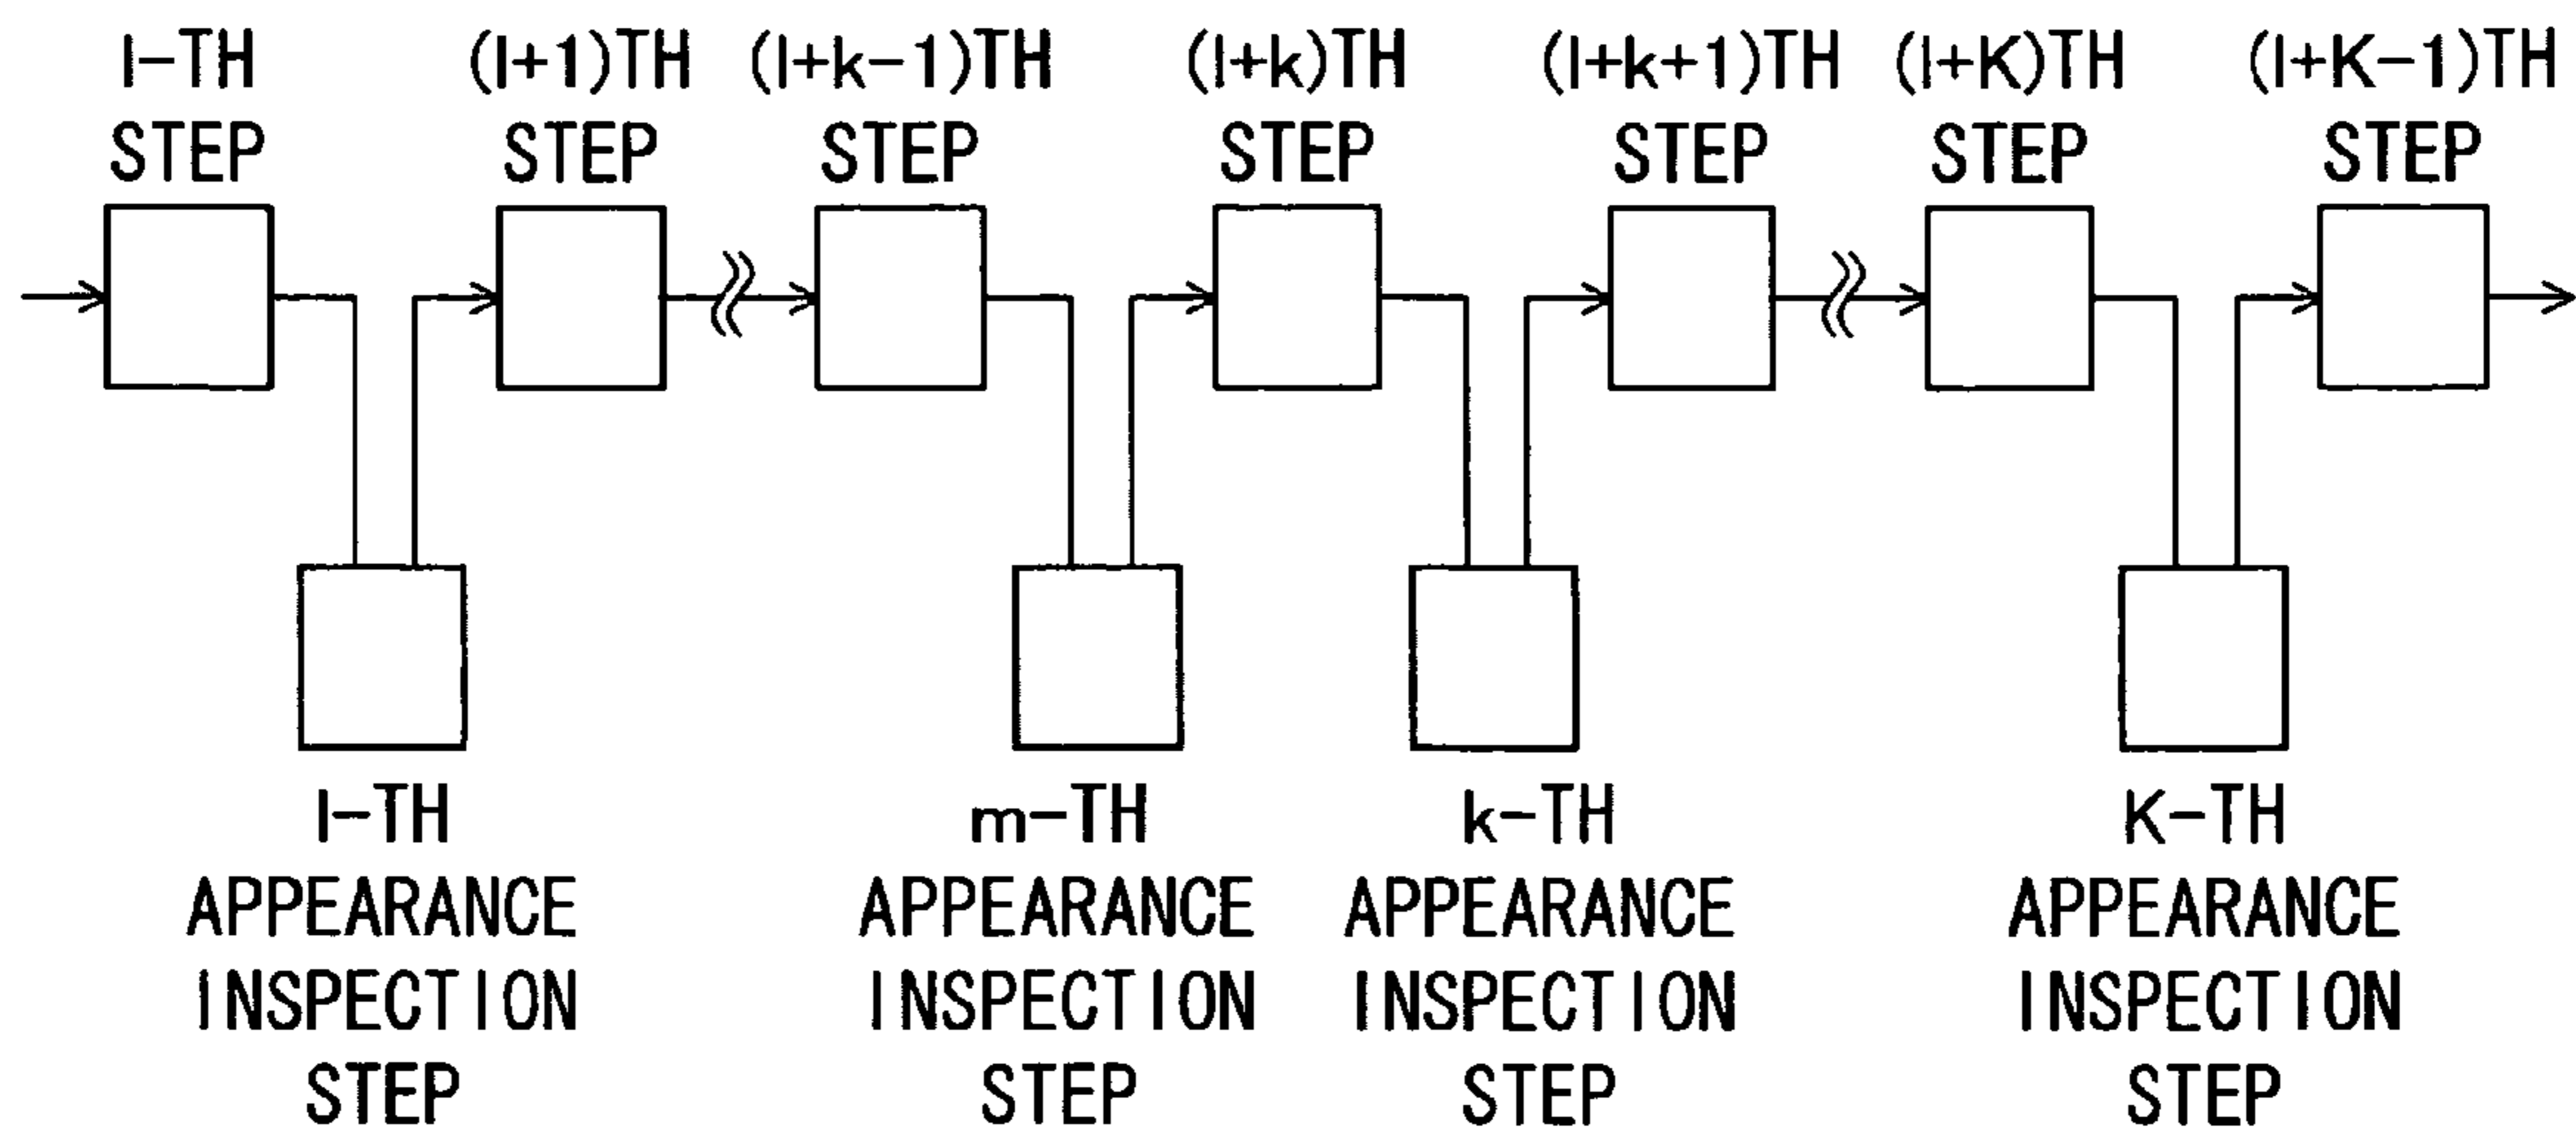 l-TH
STEP
(l+1)TH
STEP
(l+k-1)TH
STEP
(l+k)TH
STEP
(l+k+1)TH
STEP
(l+K)TH
STEP
(l+K-1)TH
STEP
l-TH
APPEARANCE
INSPECTION
STEP
m-TH
APPEARANCE
INSPECTION
STEP
k-TH
APPEARANCE
INSPECTION
STEP
K-TH
APPEARANCE
INSPECTION
STEP